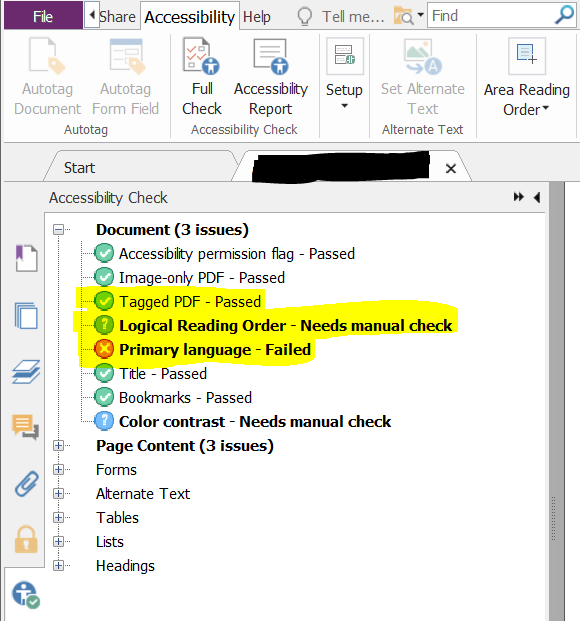 File Share Accessibility Help Tell me... Find
Autotag Document Autotag Form Field Full Check Accessibility Report Setup Set Alternate Text Area Reading Order
Autotag Accessibility Check Alternate Text
Start
Accessibility Check
Document (3 issues)
Accessibility permission flag - Passed
Image-only PDF - Passed
Tagged PDF - Passed
Logical Reading Order - Needs manual check
Primary language - Failed
Title - Passed
Bookmarks - Passed
Color contrast - Needs manual check
Page Content (3 issues)
Forms
Alternate Text
Tables
Lists
Headings